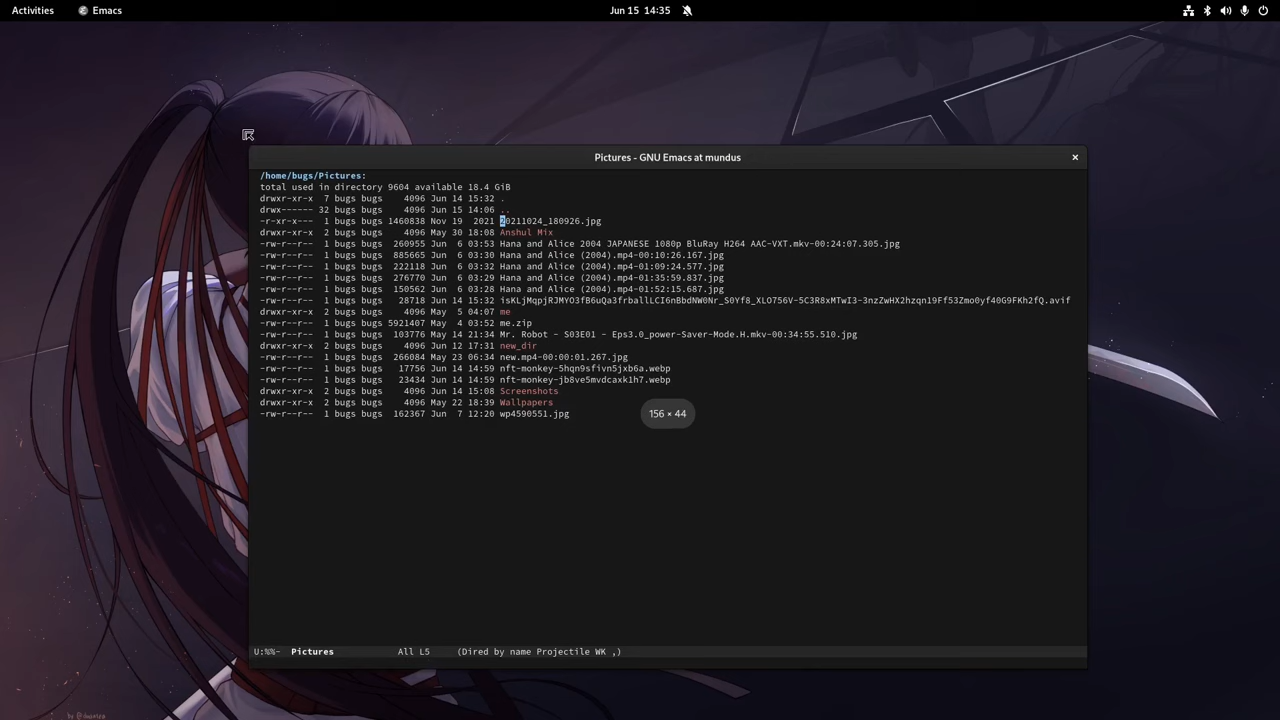 Activities Emacs Jun 15 14:35
Pictures - GNU Emacs at mundus
/home/bugs/Pictures:
total used in directory 9604 available 18.4 GiB
drwxr-xr-x 7 bugs bugs 4096 Jun 14 15:32 .
drwx------ 32 bugs bugs 4096 Jun 15 14:06 ..
-r-xr-xr-x 1 bugs bugs 1460838 Nov 19 2021 20211024_180926.jpg
drwxr-xr-x 2 bugs bugs 4096 May 30 18:08 Anshul Mix
-rw-rw-r-- 1 bugs bugs 260955 Jun 6 03:53 Hana and Alice 2004 JAPANESE 1080p BluRay H264 AAC-VXT.mkv-00:24:07.305.jpg
-rw-r--r-- 1 bugs bugs 885665 Jun 6 03:30 Hana and Alice (2004).mp4-00:10:26.167.jpg
-rw-r--r-- 1 bugs bugs 222118 Jun 6 03:32 Hana and Alice (2004).mp4-01:09:24.577.jpg
-rw-r--r-- 1 bugs bugs 276770 Jun 6 03:29 Hana and Alice (2004).mp4-01:35:59.837.jpg
-rw-r--r-- 1 bugs bugs 150562 Jun 6 03:28 Hana and Alice (2004).mp4-01:52:15.687.jpg
-rw-r--r-- 1 bugs bugs 28718 Jun 14 15:32 isKLjMqpjRJMYO3fB6uQa3frballLCI6nBbdNW0Nr_S0Yf8_XLO756V-5C3R8xMTwI3-3nzZwHX2hzqn19Ff53Zmo0yf40G9FKh2fQ.avif
drwxr-xr-x 2 bugs bugs 4096 May 5 04:07 me
-rw-r--r-- 1 bugs bugs 5921407 May 4 03:52 me.zip
-rw-r--r-- 1 bugs bugs 103776 May 14 21:34 Mr. Robot - S03E01 - Eps3.0_power-Saver-Mode.H.mkv-00:34:55.510.jpg
drwxr-xr-x 2 bugs bugs 4096 Jun 12 17:31 new_dir
-rw-r--r-- 1 bugs bugs 266084 May 23 06:34 new.mp4-00:00:01.267.jpg
-rw-r--r-- 1 bugs bugs 17756 Jun 14 14:59 nft-monkey-5hqn9sfivn5jxb6a.webp
-rw-r--r-- 1 bugs bugs 23434 Jun 14 14:59 nft-monkey-jb8ve5mvdcaxk1h7.webp
drwxr-xr-x 2 bugs bugs 4096 Jun 14 15:08 Screenshots
drwxr-xr-x 2 bugs bugs 4096 May 22 18:39 Wallpapers
-rw-r--r-- 1 bugs bugs 162367 Jun 7 12:20 wp4590551.jpg
156 × 44
U:%%- Pictures All L5 (Dired by name Projectile WK ,)